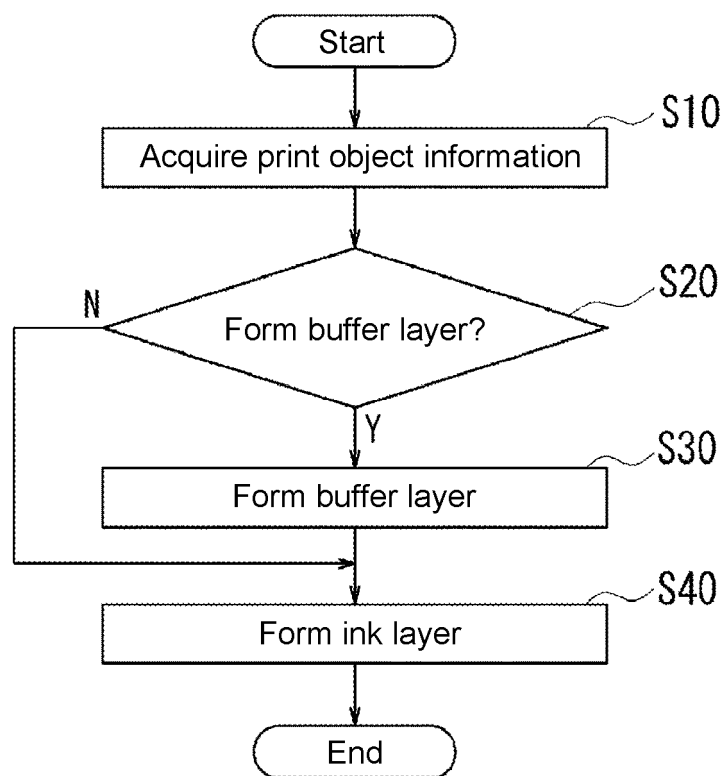 Start
S10
Acquire print object information
S20
N
Form buffer layer?
Y
S30
Form buffer layer
S40
Form ink layer
End